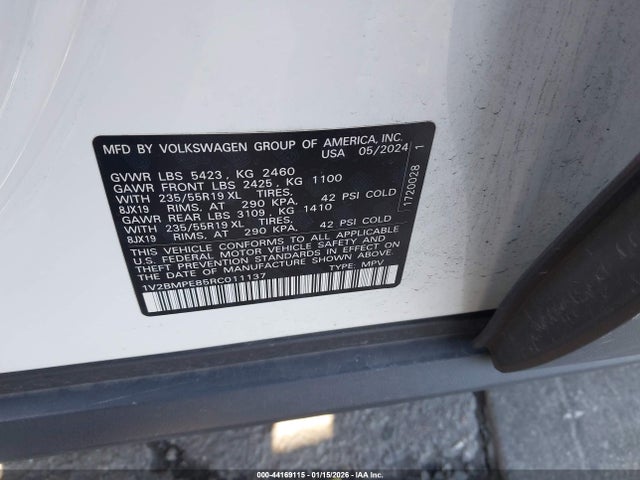 MFD BY VOLKSWAGEN GROUP OF AMERICA, INC.
USA 05/2024
GVWR LBS 5423, KG 2460
GAWR FRONT LBS 2425, KG 1100
WITH 235/55R19 XL TIRES,
8JX19 RIMS, AT 290 KPA, 42 PSI COLD
GAWR REAR LBS 3109, KG 1410
WITH 235/55R19 XL TIRES,
8JX19 RIMS, AT 290 KPA, 42 PSI COLD
THIS VEHICLE CONFORMS TO ALL APPLICABLE
U.S. FEDERAL MOTOR VEHICLE SAFETY AND
THEFT PREVENTION STANDARDS IN EFFECT ON
THE DATE OF MANUFACTURE SHOWN ABOVE.
1V2BMPE85RC011137 TYPE: MPV
1720028 1
000-44169115 - 01/15/2026 - IAA Inc.